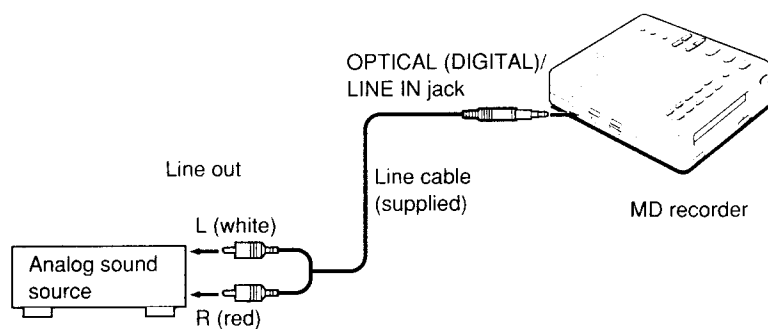 OPTICAL (DIGITAL)/
LINE IN jack
Line out
Line cable
(supplied)
MD recorder
L (white)
Analog sound
source
R (red)